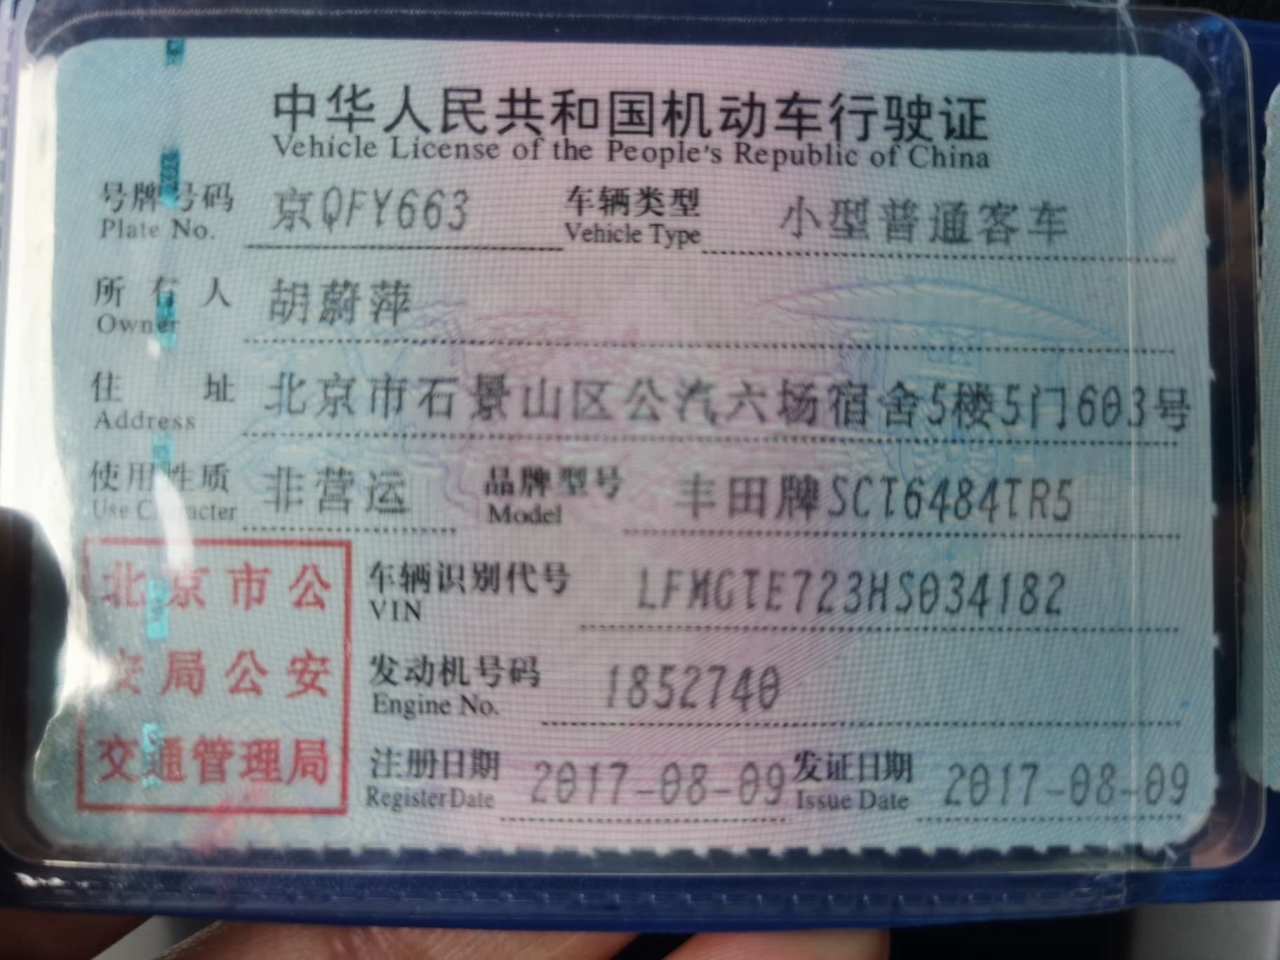 中华人民共和国机动车行驶证
Vehicle License of the People's Republic of China
号牌号码 京QFY663 车辆类型 小型普通客车
Plate No. Vehicle Type
所有人 胡蔚萍
Owner
住址 北京市石景山区公汽六场宿舍5楼5门603号
Address
使用性质 非营运 品牌型号 丰田牌SCT6484TR5
Use Character Model
车辆识别代号 LFMGTE723HS034182
VIN
发动机号码 1852740
Engine No.
注册日期 2017-08-09 发证日期 2017-08-09
Register Date Issue Date
北京市公
安局公安
交通管理局